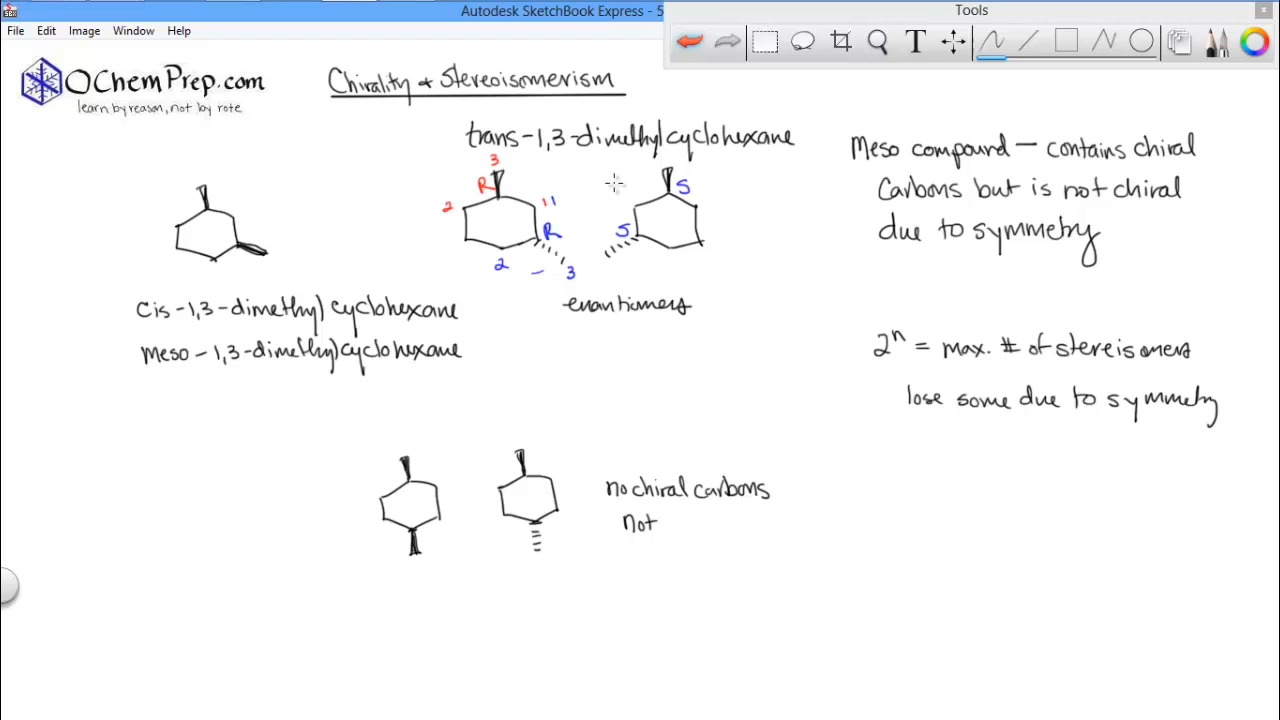 Autodesk SketchBook Express - 5
Tools
File Edit Image Window Help
OChemPrep.com
learn by reason, not by rote
Chirality & Stereoisomerism
trans-1,3-dimethylcyclohexane
3
R
2
1 1
R
2
3
S
S
enantiomers
cis-1,3-dimethylcyclohexane
meso-1,3-dimethylcyclohexane
Meso compound — contains chiral
Carbons but is not chiral
due to symmetry
2ⁿ = max. # of stereisomers
lose some due to symmetry
no chiral carbons
not